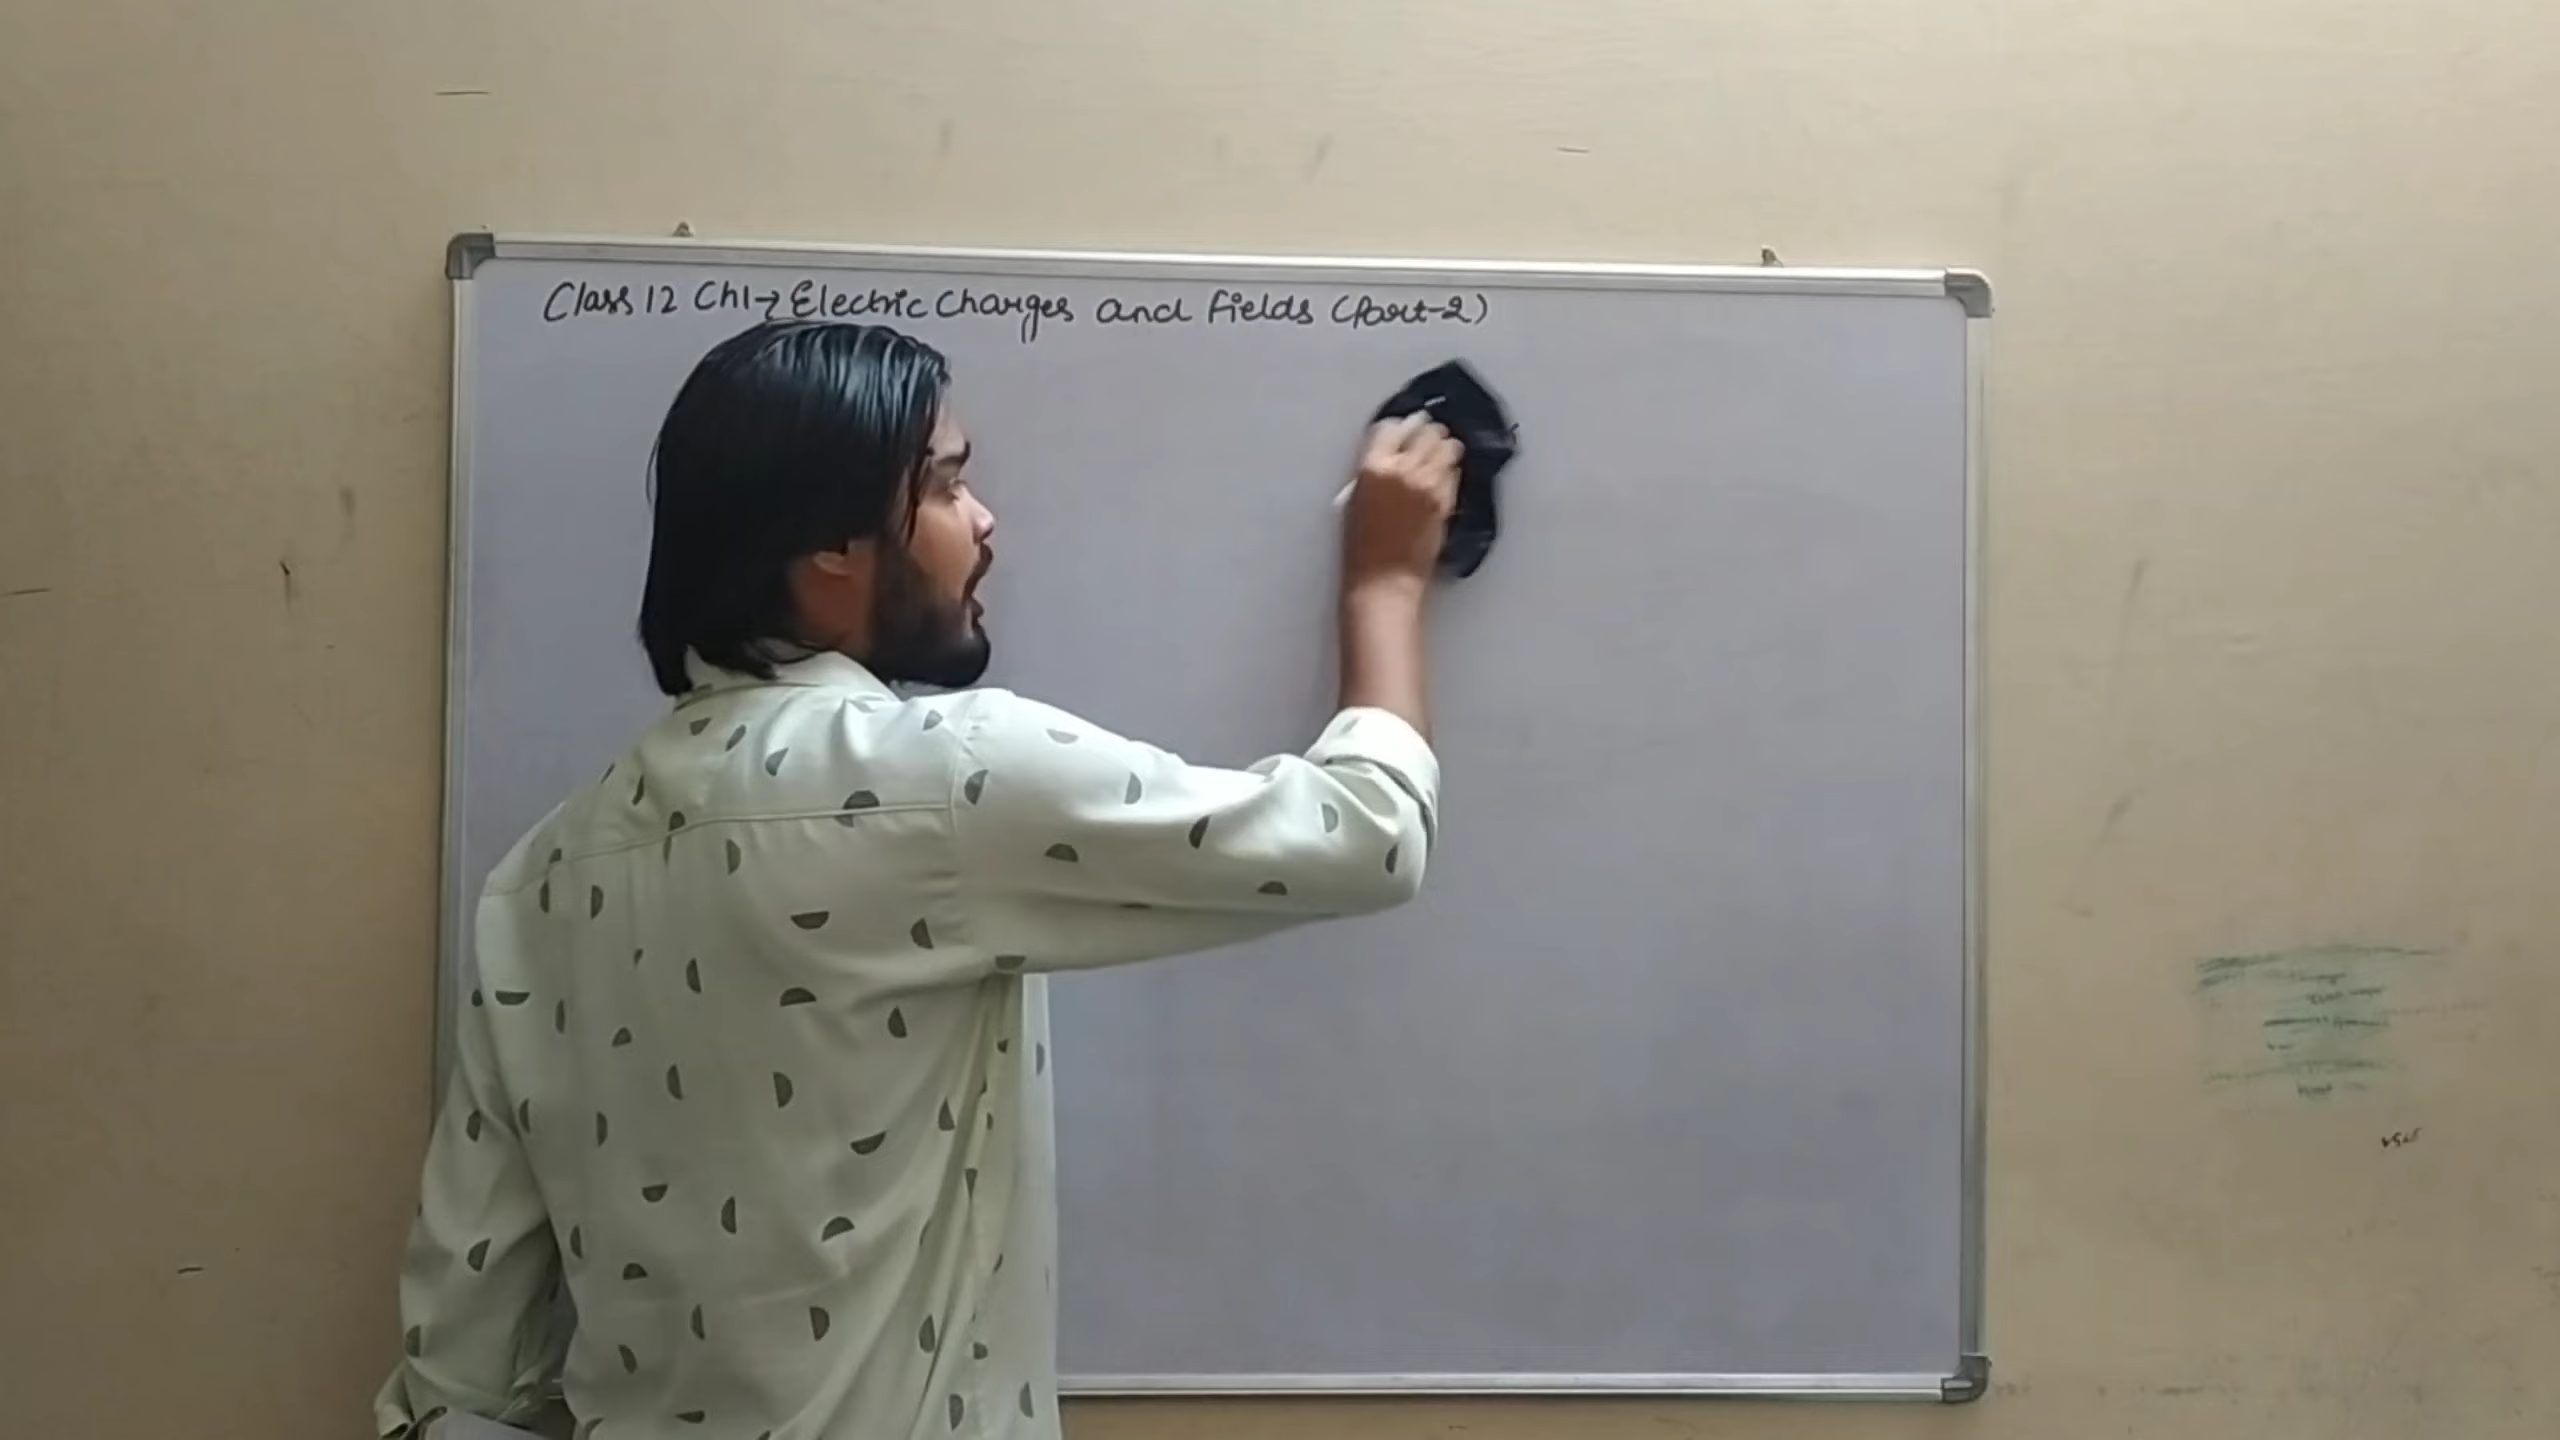 Class 12 Ch1→ Electric Charges and Fields (Part-2)